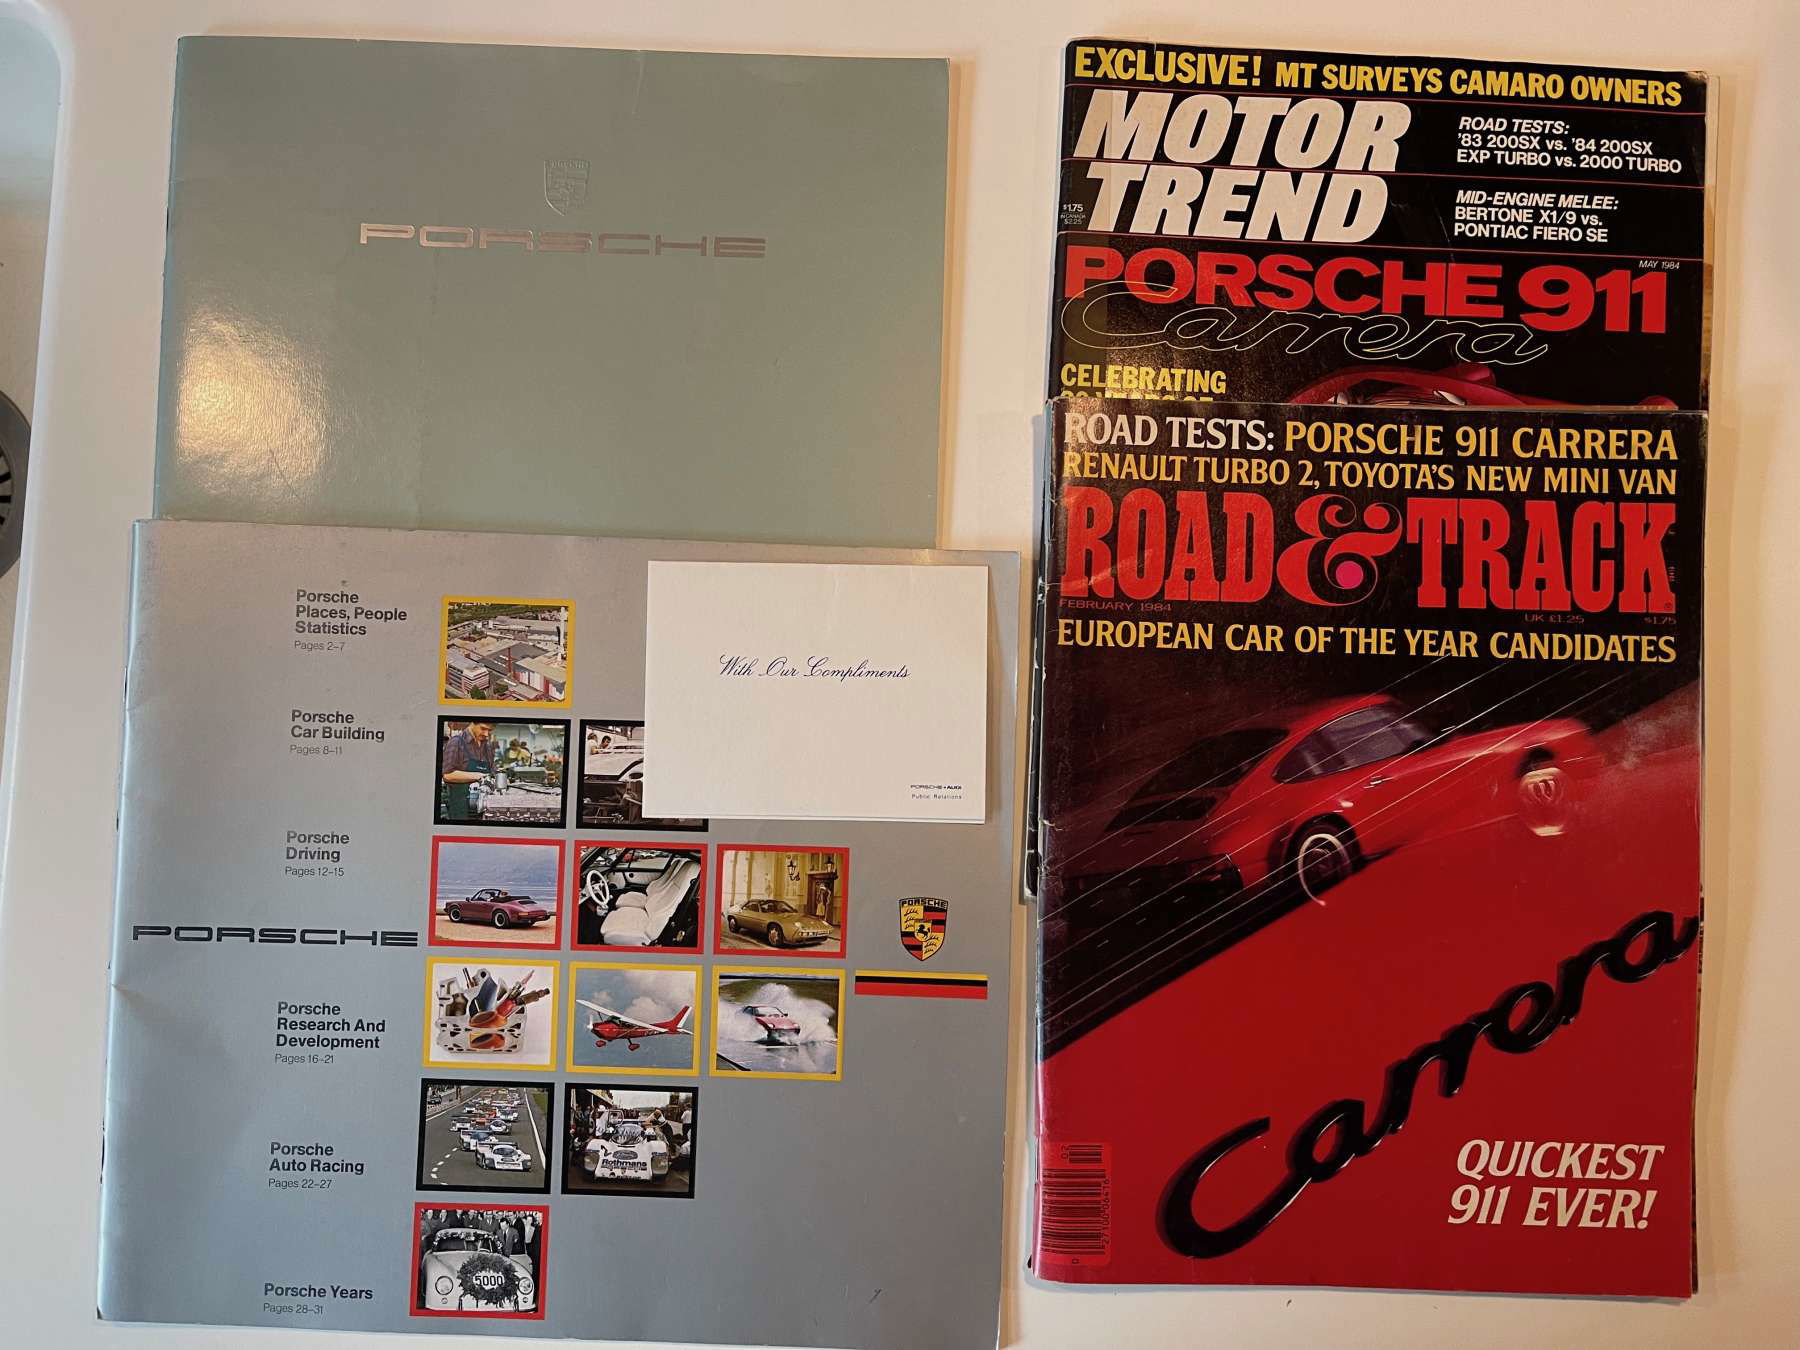 PORSCHE
Porsche
Places, People
Statistics
Pages 2–7
Porsche
Car Building
Pages 8–11
Porsche
Driving
Pages 12–15
PORSCHE
Porsche
Research And
Development
Pages 16–21
Porsche
Auto Racing
Pages 22–27
Porsche Years
Pages 28–31
With Our Compliments
PORSCHE+AUDI
Public Relations
PORSCHE
Rothmans
5000
EXCLUSIVE! MT SURVEYS CAMARO OWNERS
MOTOR
TREND
ROAD TESTS:
'83 200SX vs. '84 200SX
EXP TURBO vs. 2000 TURBO
MID-ENGINE MELEE:
BERTONE X1/9 vs.
PONTIAC FIERO SE
$1.75
IN CANADA
$2.25
MAY 1984
PORSCHE 911
Carrera
CELEBRATING
ROAD TESTS: PORSCHE 911 CARRERA
RENAULT TURBO 2, TOYOTA'S NEW MINI VAN
ROAD & TRACK
FEBRUARY 1984
UK £1.25
$1.75
EUROPEAN CAR OF THE YEAR CANDIDATES
Carrera
QUICKEST
911 EVER!
02